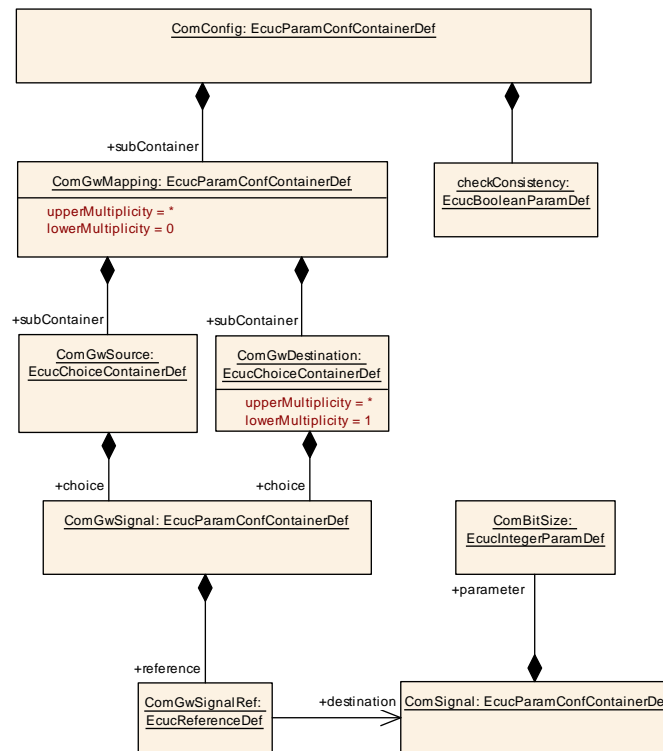 ComConfig: EcucParamConfContainerDef
+subContainer
ComGwMapping: EcucParamConfContainerDef
upperMultiplicity = *
lowerMultiplicity = 0
checkConsistency:
EcucBooleanParamDef
+subContainer
+subContainer
ComGwSource:
EcucChoiceContainerDef
ComGwDestination:
EcucChoiceContainerDef
upperMultiplicity = *
lowerMultiplicity = 1
+choice
+choice
ComGwSignal: EcucParamConfContainerDef
ComBitSize:
EcucIntegerParamDef
+parameter
+reference
ComGwSignalRef:
EcucReferenceDef
+destination
ComSignal: EcucParamConfContainerDef